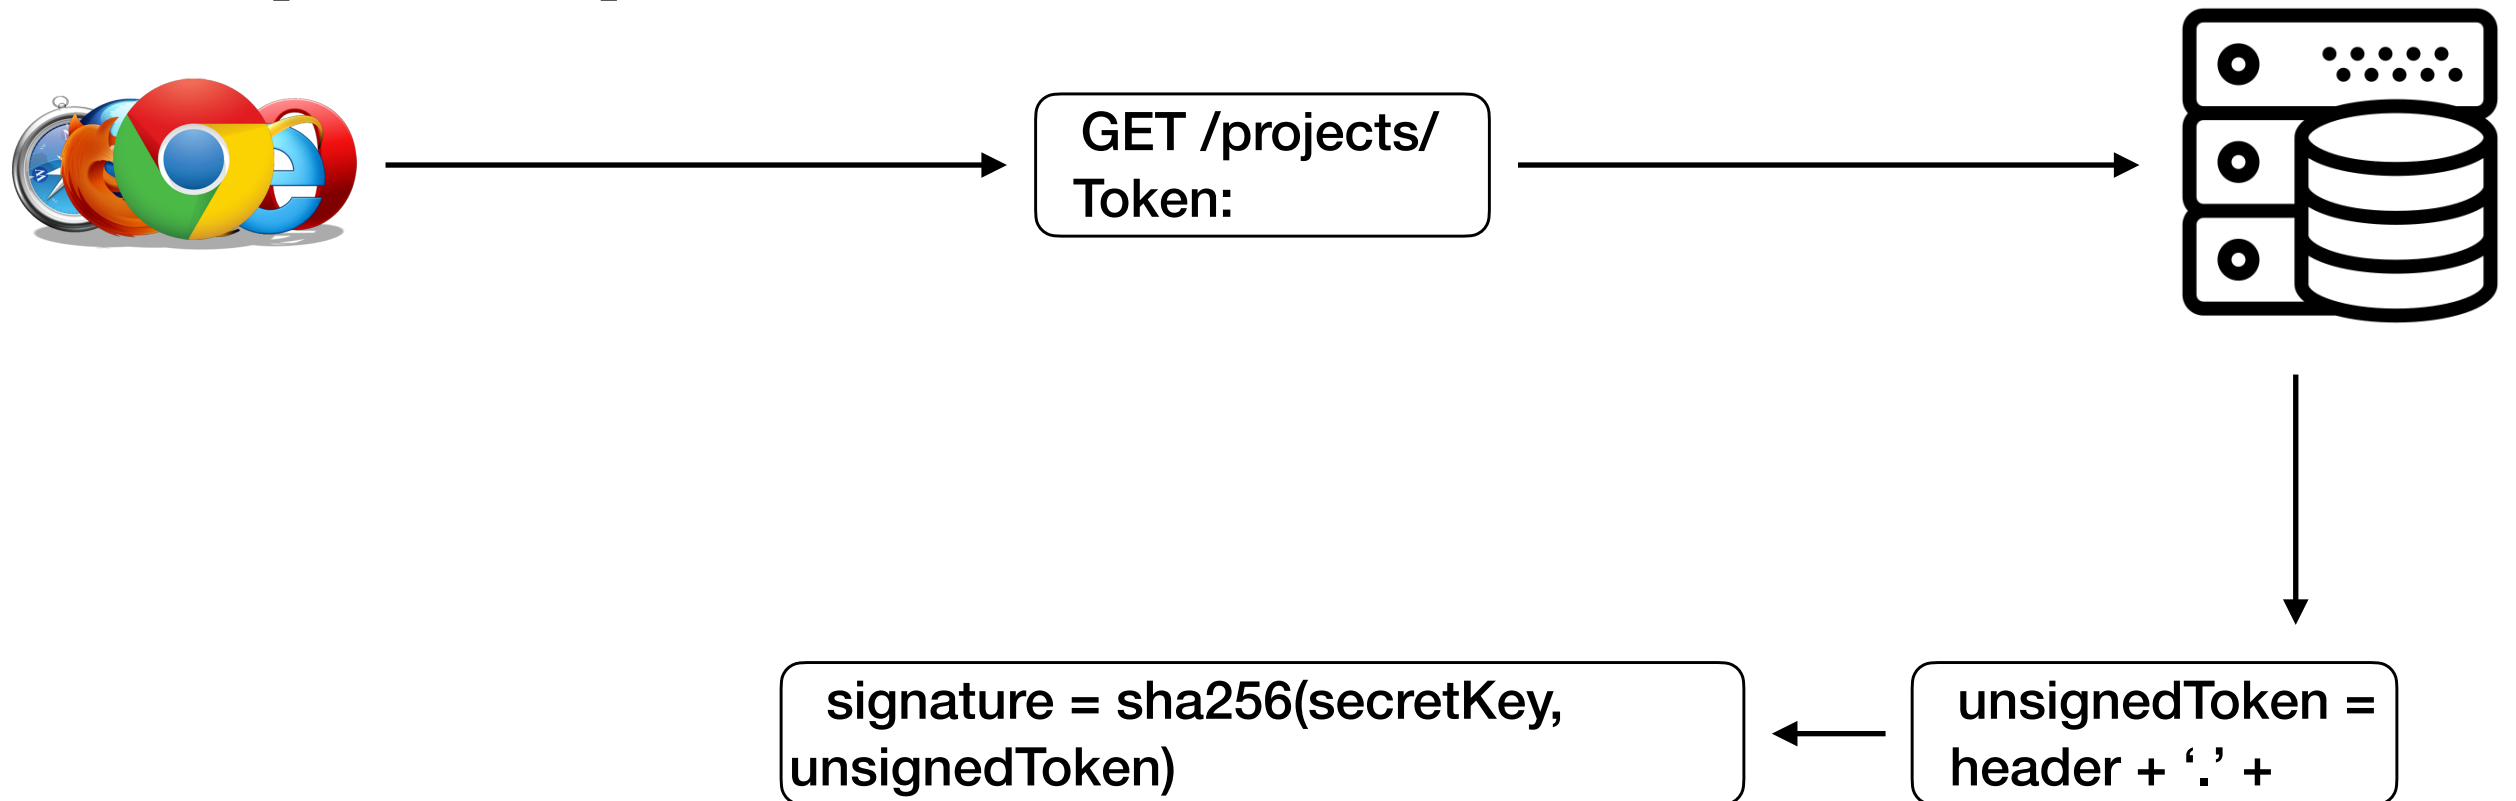 GET /projects/
Token:
signature = sha256(secretKey,
unsignedToken)
unsignedToken =
header + ‘.’ +